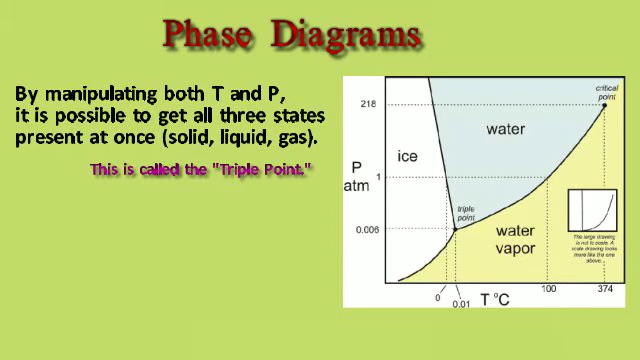 Phase Diagrams
By manipulating both T and P,
it is possible to get all three states
present at once (solid, liquid, gas).
This is called the "Triple Point."
critical
point
218
water
ice
P
atm
1
triple
point
0.006
water
vapor
The large drawing
is not to scale. A
scale drawing looks
more like the one
above.
0
0.01
T °C
100
374